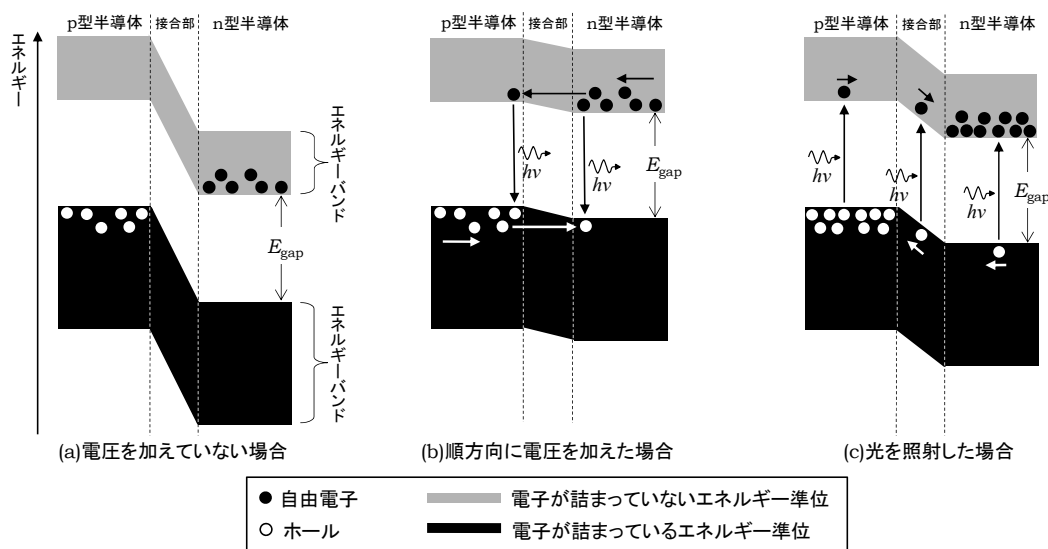 エネルギー
p型半導体 接合部 n型半導体
エネルギーバンド
E_gap
エネルギーバンド
(a)電圧を加えていない場合
p型半導体 接合部 n型半導体
hν
hν
E_gap
(b)順方向に電圧を加えた場合
p型半導体 接合部 n型半導体
hν
hν
hν
E_gap
(c)光を照射した場合
自由電子 電子が詰まっていないエネルギー準位
ホール 電子が詰まっているエネルギー準位